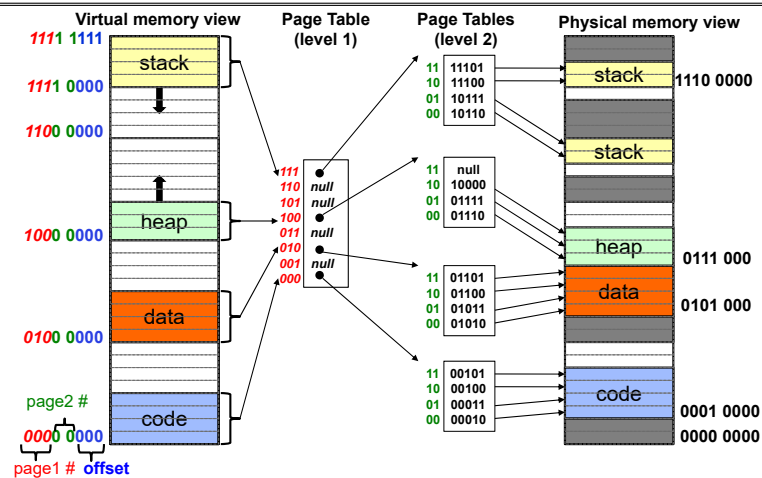 Virtual memory view
1111 1111
stack
1111 0000
1100 0000
heap
1000 0000
data
0100 0000
page2 #
code
0000 0000
page1 # offset
Page Table
(level 1)
111
110 null
101 null
100
011 null
010
001 null
000
Page Tables
(level 2)
11 11101
10 11100
01 10111
00 10110
11 null
10 10000
01 01111
00 01110
11 01101
10 01100
01 01011
00 01010
11 00101
10 00100
01 00011
00 00010
Physical memory view
stack
1110 0000
stack
heap
0111 000
data
0101 000
code
0001 0000
0000 0000